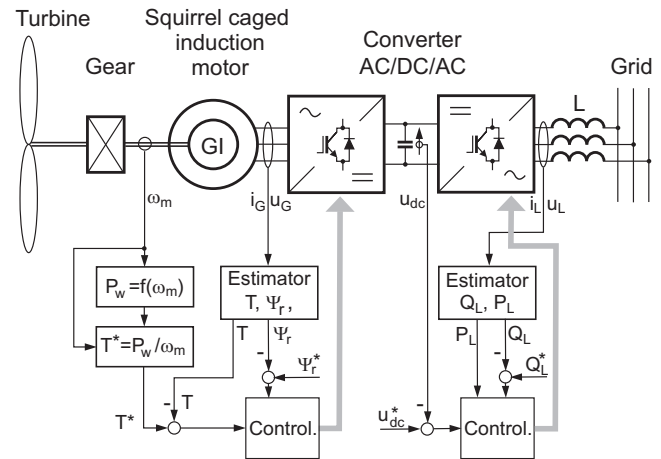 Turbine
Squirrel caged
induction
motor
Converter
AC/DC/AC
Gear
Grid
L
GI
ωm
iG uG
udc
iL uL
Pw=f(ωm)
Estimator
T, Ψr,
Estimator
QL, PL
T*=Pw/ωm
T
Ψr
PL
QL
-
-
Ψr*
QL*
-
T
-
T*
Control.
udc*
Control.